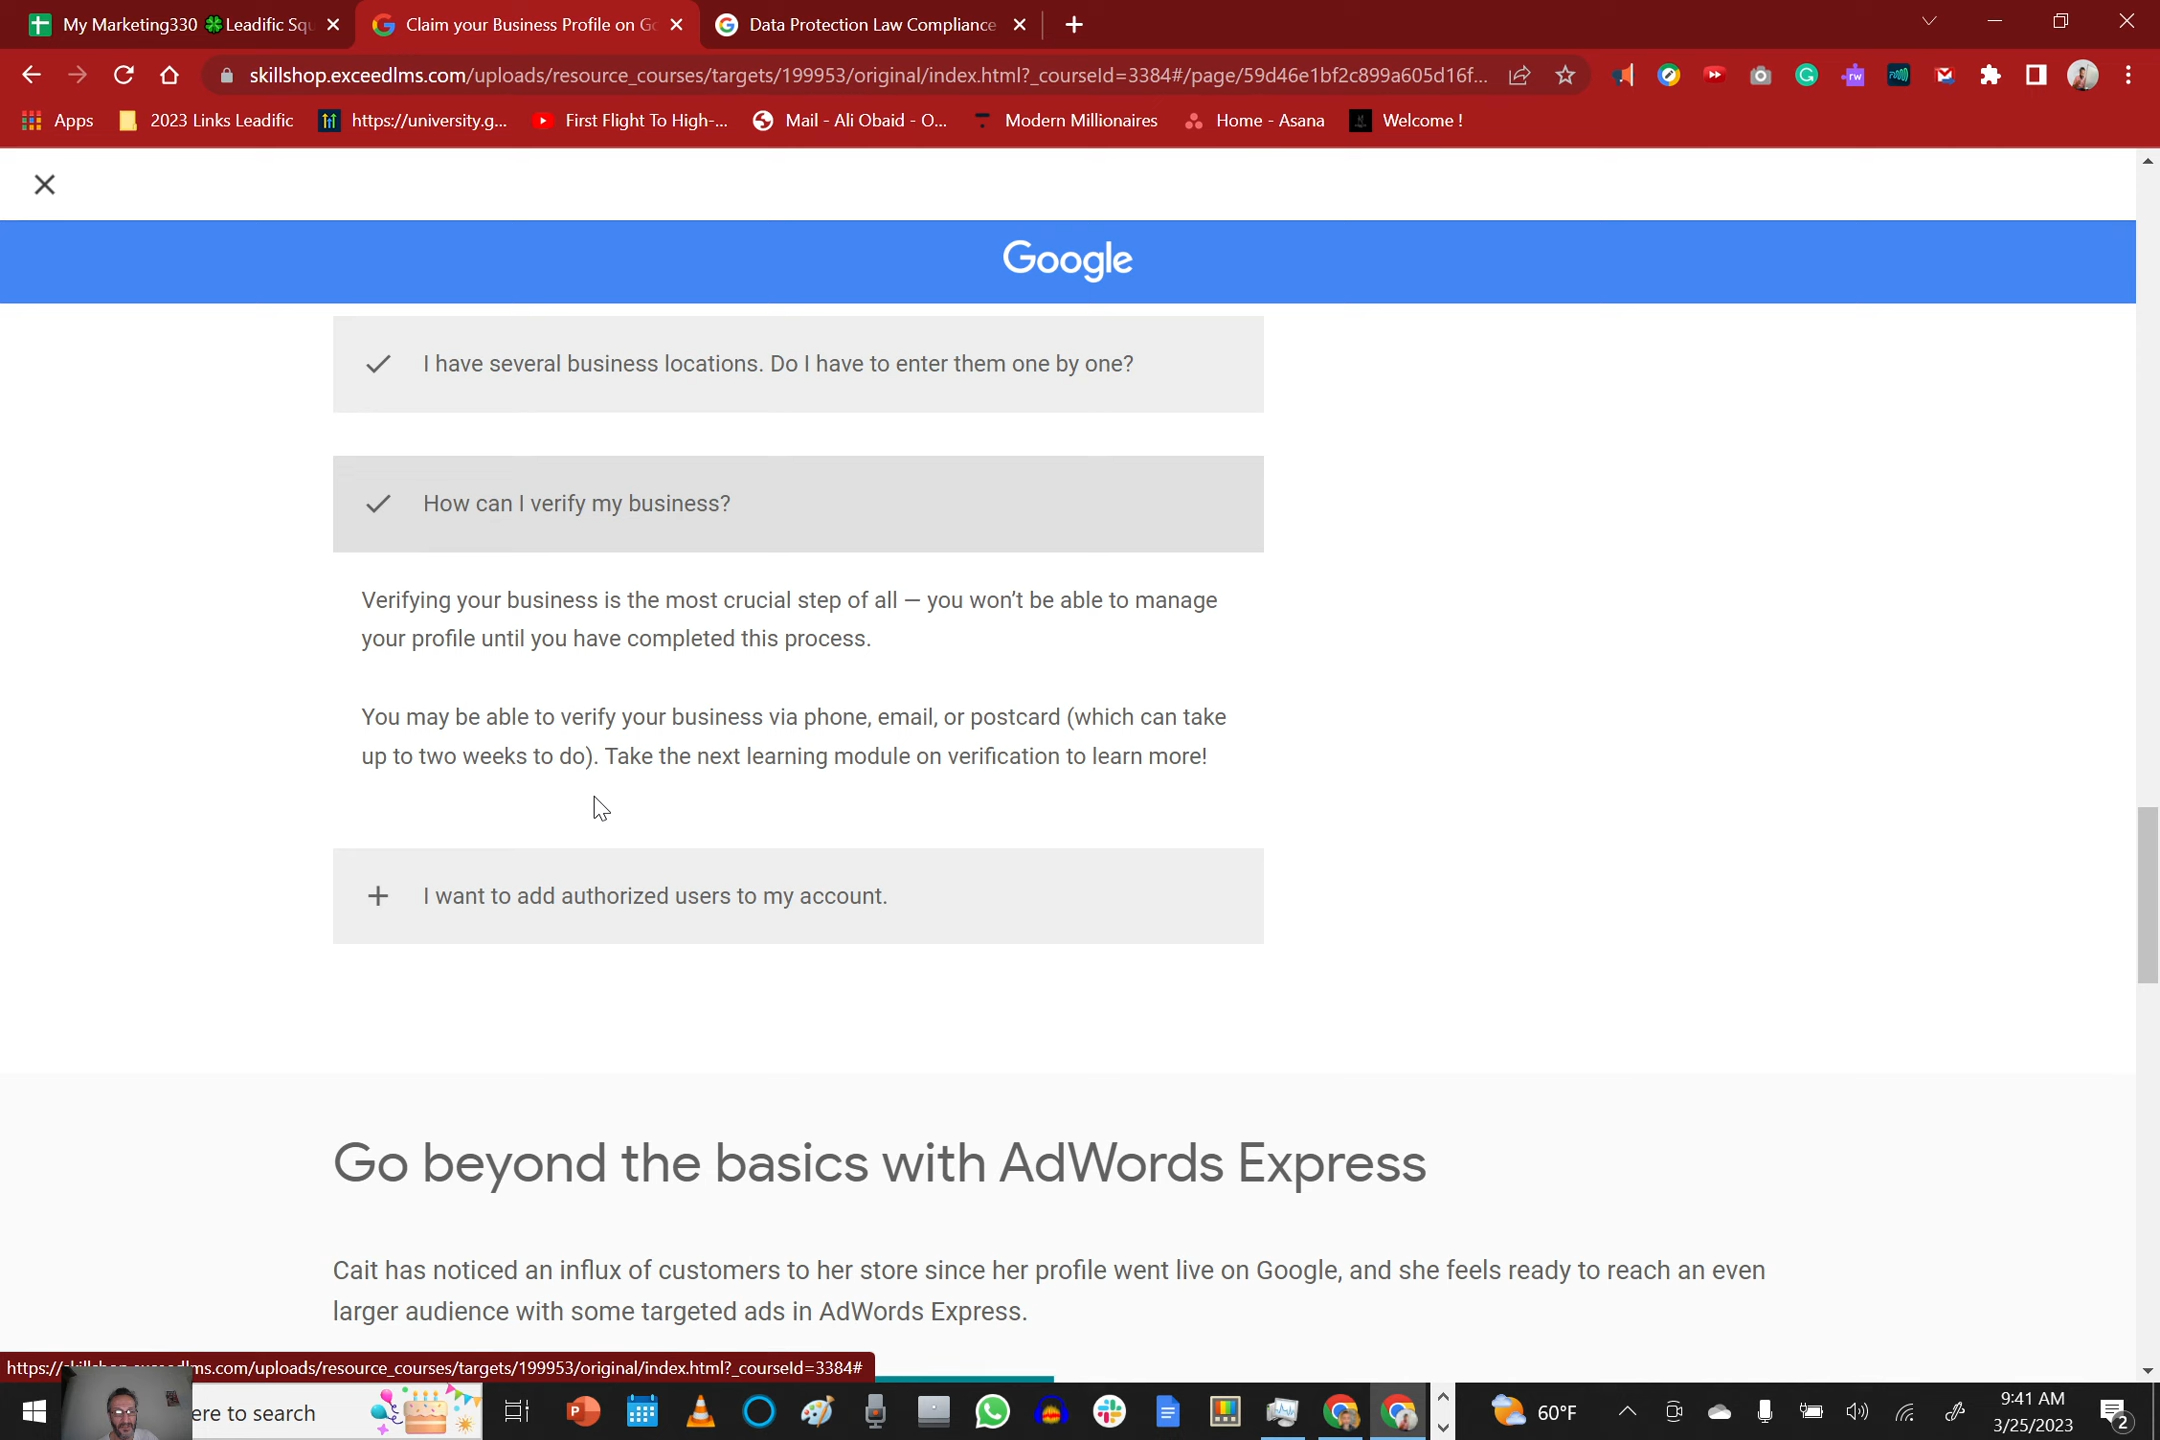 My Marketing330 🍀Leadific Squ
Claim your Business Profile on Go
Data Protection Law Compliance
skillshop.exceedlms.com/uploads/resource_courses/targets/199953/original/index.html?_courseId=3384#/page/59d46e1bf2c899a605d16f...
Apps
2023 Links Leadific
https://university.g...
First Flight To High-...
Mail - Ali Obaid - O...
Modern Millionaires
Home - Asana
Welcome !
Google
I have several business locations. Do I have to enter them one by one?
How can I verify my business?
Verifying your business is the most crucial step of all — you won't be able to manage
your profile until you have completed this process.
You may be able to verify your business via phone, email, or postcard (which can take
up to two weeks to do). Take the next learning module on verification to learn more!
I want to add authorized users to my account.
Go beyond the basics with AdWords Express
Cait has noticed an influx of customers to her store since her profile went live on Google, and she feels ready to reach an even
larger audience with some targeted ads in AdWords Express.
ms.com/uploads/resource_courses/targets/199953/original/index.html?_courseId=3384#
ere to search
60°F
9:41 AM
3/25/2023
2